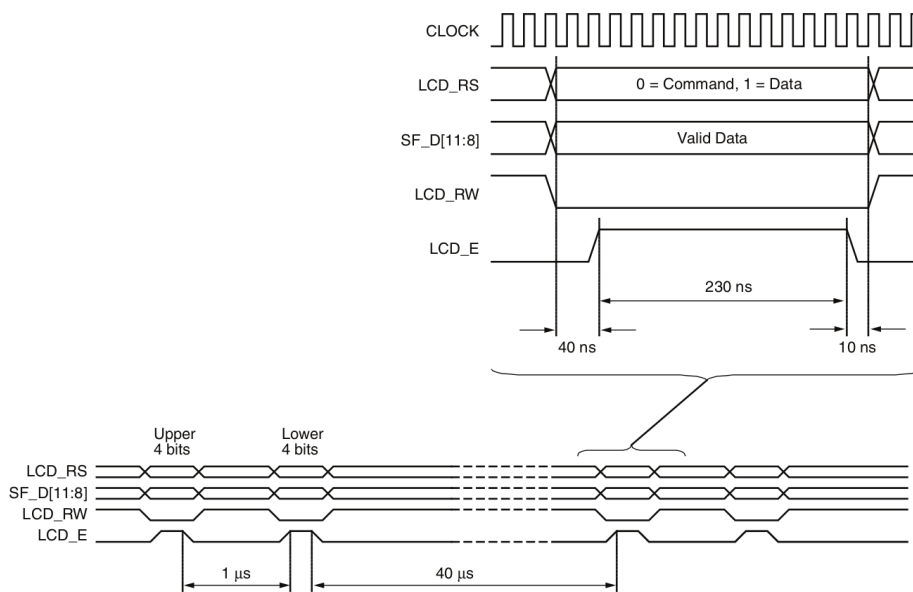 CLOCK
LCD_RS
0 = Command, 1 = Data
SF_D[11:8]
Valid Data
LCD_RW
LCD_E
230 ns
40 ns
10 ns
Upper
4 bits
Lower
4 bits
LCD_RS
SF_D[11:8]
LCD_RW
LCD_E
1 μs
40 μs